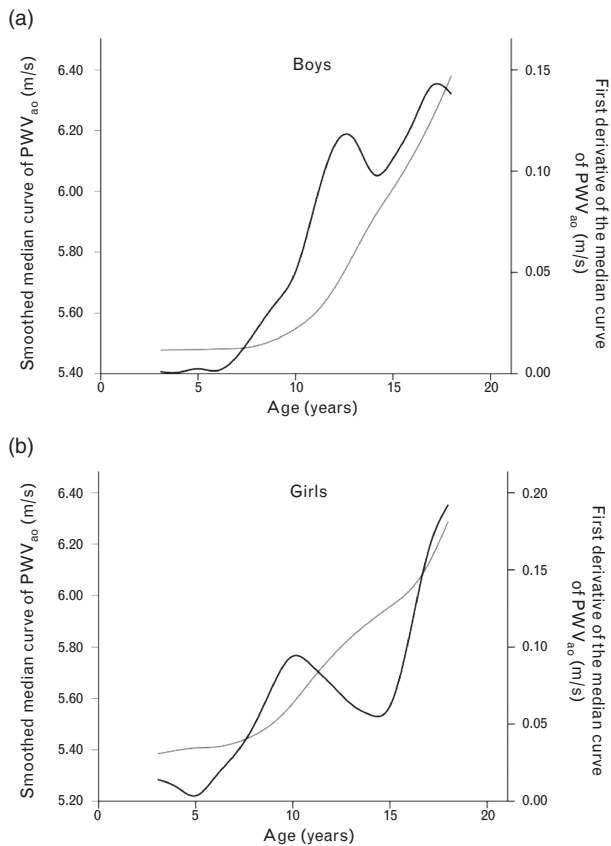 (a)
Boys
Smoothed median curve of PWVao (m/s)
6.40
6.20
6.00
5.80
5.60
5.40
0.15
0.10
0.05
0.00
First derivative of the median curve
of PWVao (m/s)
0
5
10
15
20
Age (years)
(b)
Girls
Smoothed median curve of PWVao (m/s)
6.40
6.20
6.00
5.80
5.60
5.40
5.20
0.20
0.15
0.10
0.05
0.00
First derivative of the median curve
of PWVao (m/s)
0
5
10
15
20
Age (years)